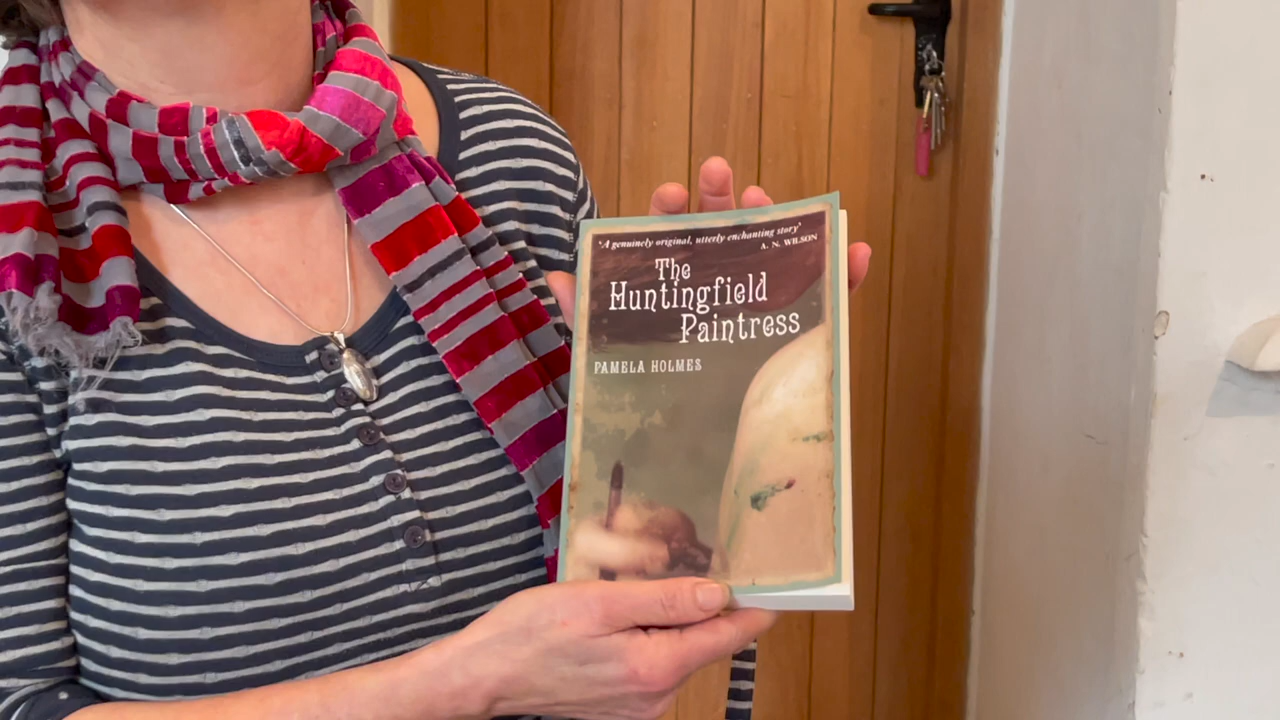 'A genuinely original, utterly enchanting story'
A. N. WILSON
The
Huntingfield
Paintress
PAMELA HOLMES